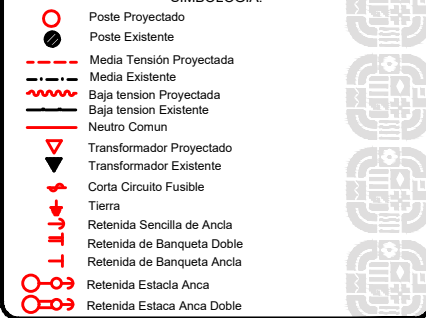 SIMBOLOGIA:
Poste Proyectado
Poste Existente
Media Tensión Proyectada
Media Existente
Baja tension Proyectada
Baja tension Existente
Neutro Comun
Transformador Proyectado
Transformador Existente
Corta Circuito Fusible
Tierra
Retenida Sencilla de Ancla
Retenida de Banqueta Doble
Retenida de Banqueta Ancla
Retenida Estacla Anca
Retenida Estaca Anca Doble